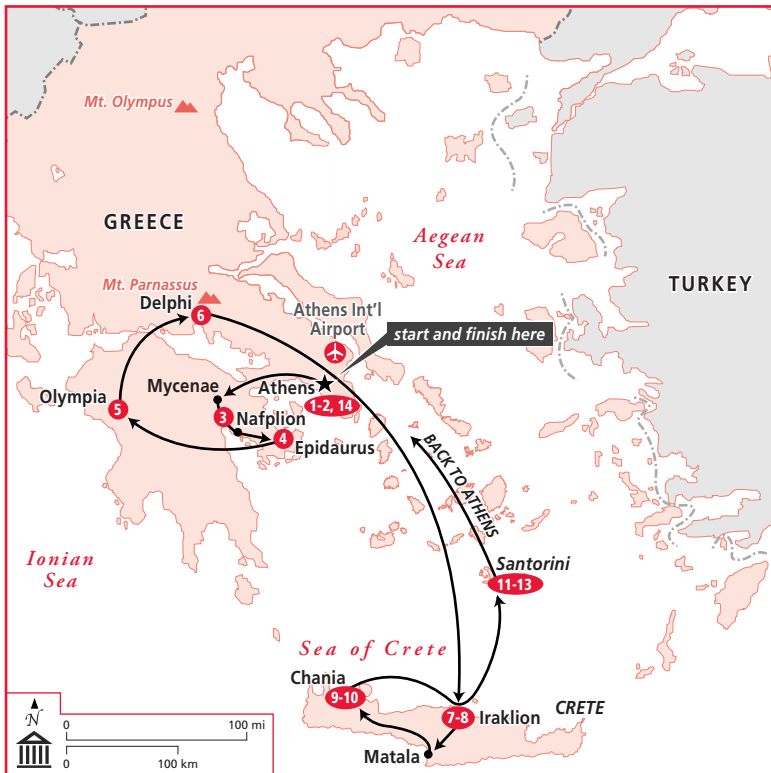 Mt. Olympus
GREECE
Aegean
Sea
TURKEY
Mt. Parnassus
Delphi
6
Athens Int'l
Airport
start and finish here
Mycenae
Athens
1-2, 14
Olympia
5
3
Nafplion
4
Epidaurus
BACK TO ATHENS
Ionian
Sea
Santorini
11-13
Sea of Crete
Chania
9-10
7-8
Iraklion
CRETE
Matala
N
0
100 mi
0
100 km